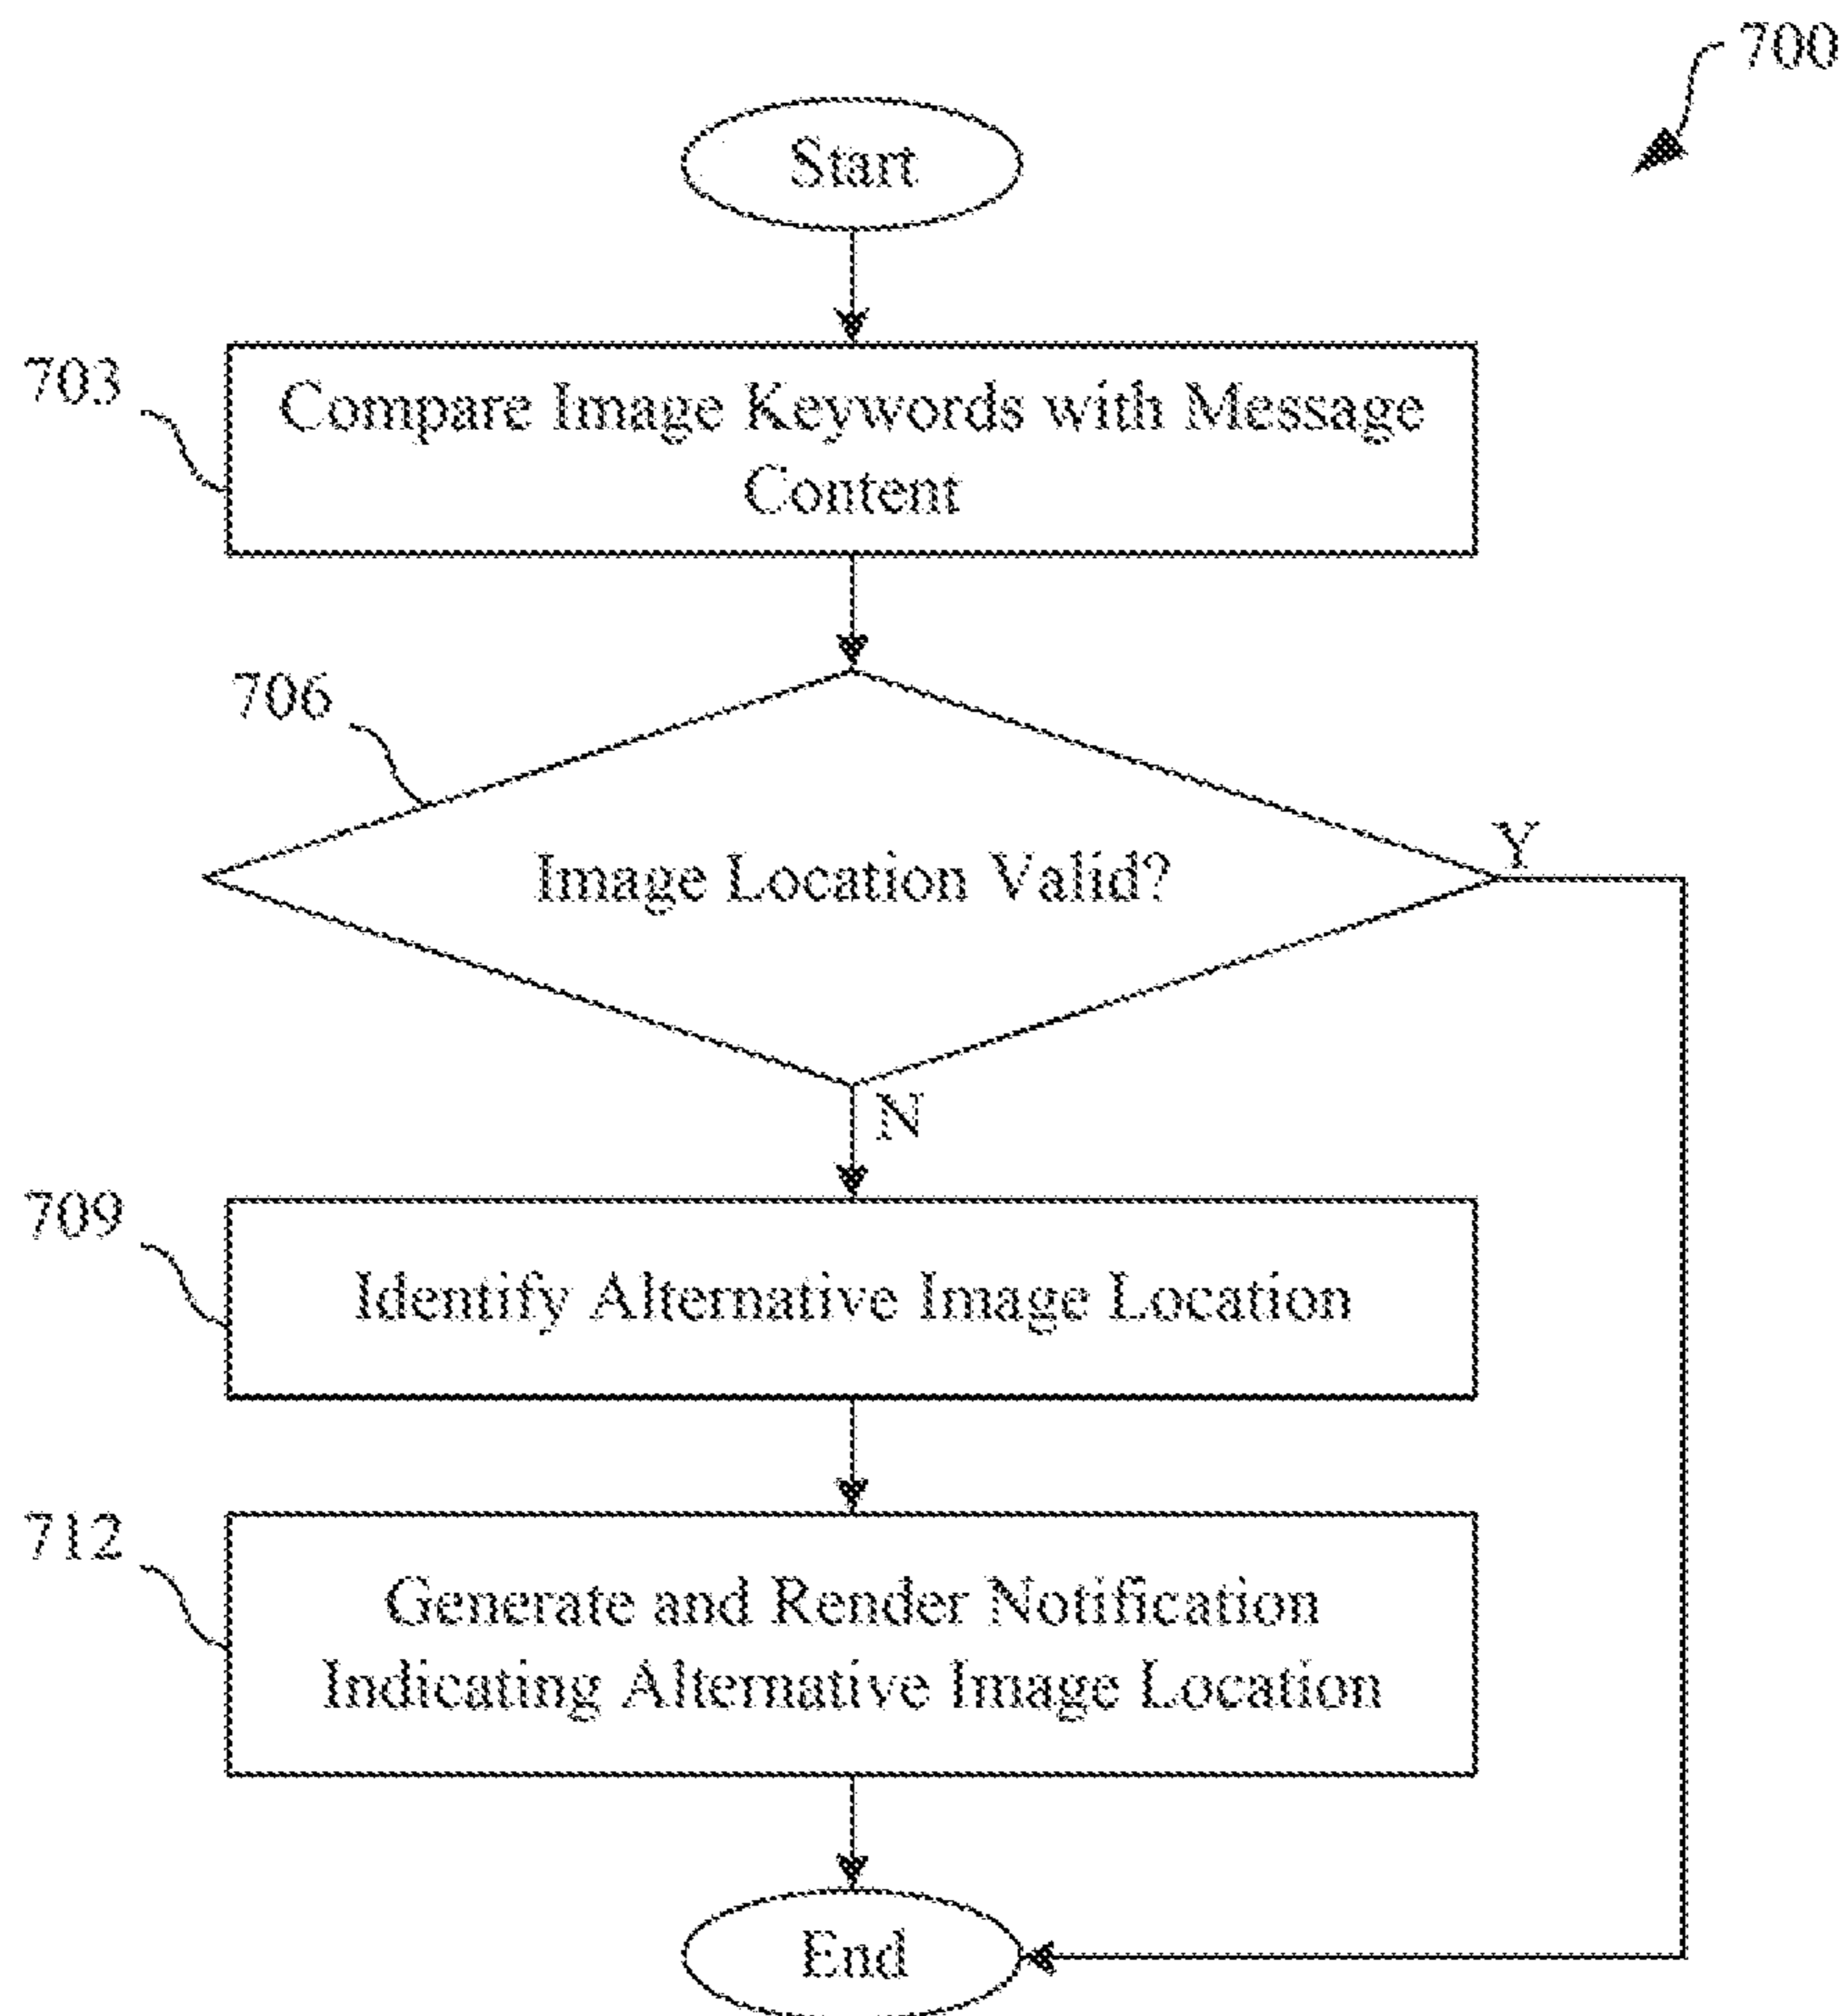 700
Start
703
Compare Image Keywords with Message
Content
706
Image Location Valid?
Y
N
709
Identify Alternative Image Location
712
Generate and Render Notification
Indicating Alternative Image Location
End